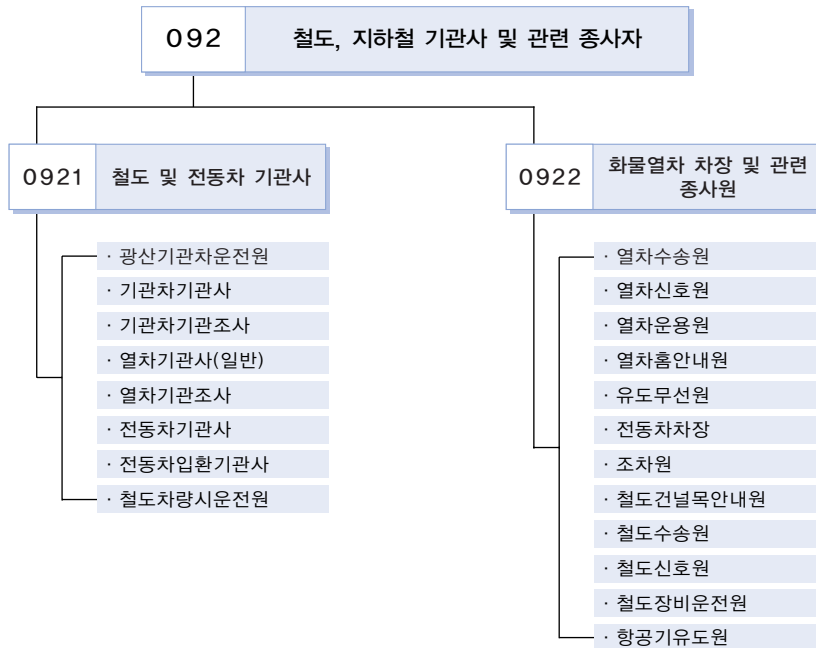 092 철도, 지하철 기관사 및 관련 종사자
0921 철도 및 전동차 기관사
· 광산기관차운전원
· 기관차기관사
· 기관차기관조사
· 열차기관사(일반)
· 열차기관조사
· 전동차기관사
· 전동차입환기관사
· 철도차량시운전원
0922 화물열차 차장 및 관련
종사원
· 열차수송원
· 열차신호원
· 열차운용원
· 열차홈안내원
· 유도무선원
· 전동차차장
· 조차원
· 철도건널목안내원
· 철도수송원
· 철도신호원
· 철도장비운전원
· 항공기유도원